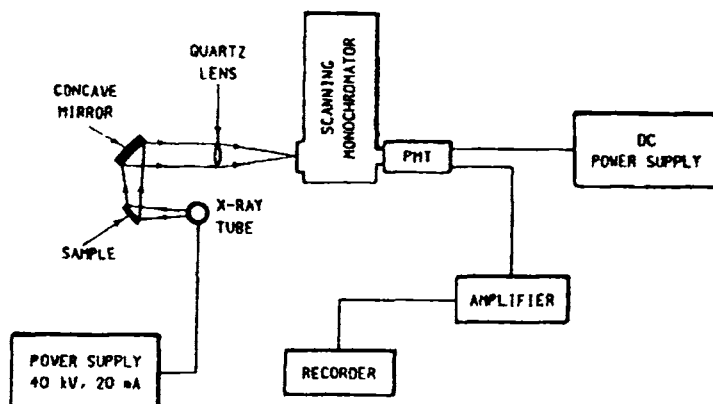 QUARTZ
LENS
CONCAVE
MIRROR
SCANNING
MONOCHROMATOR
PMT
DC
POWER SUPPLY
X-RAY
TUBE
SAMPLE
AMPLIFIER
RECORDER
POWER SUPPLY
40 kV, 20 mA